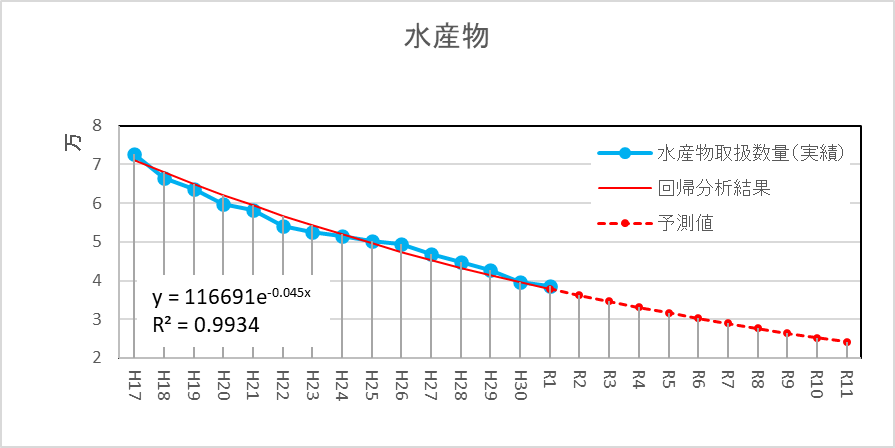 水産物
万
8
7
6
5
4
3
2
水産物取扱数量(実績)
回帰分析結果
予測値
y = 116691e-0.045x
R² = 0.9934
H17 H18 H19 H20 H21 H22 H23 H24 H25 H26 H27 H28 H29 H30 R1 R2 R3 R4 R5 R6 R7 R8 R9 R10 R11